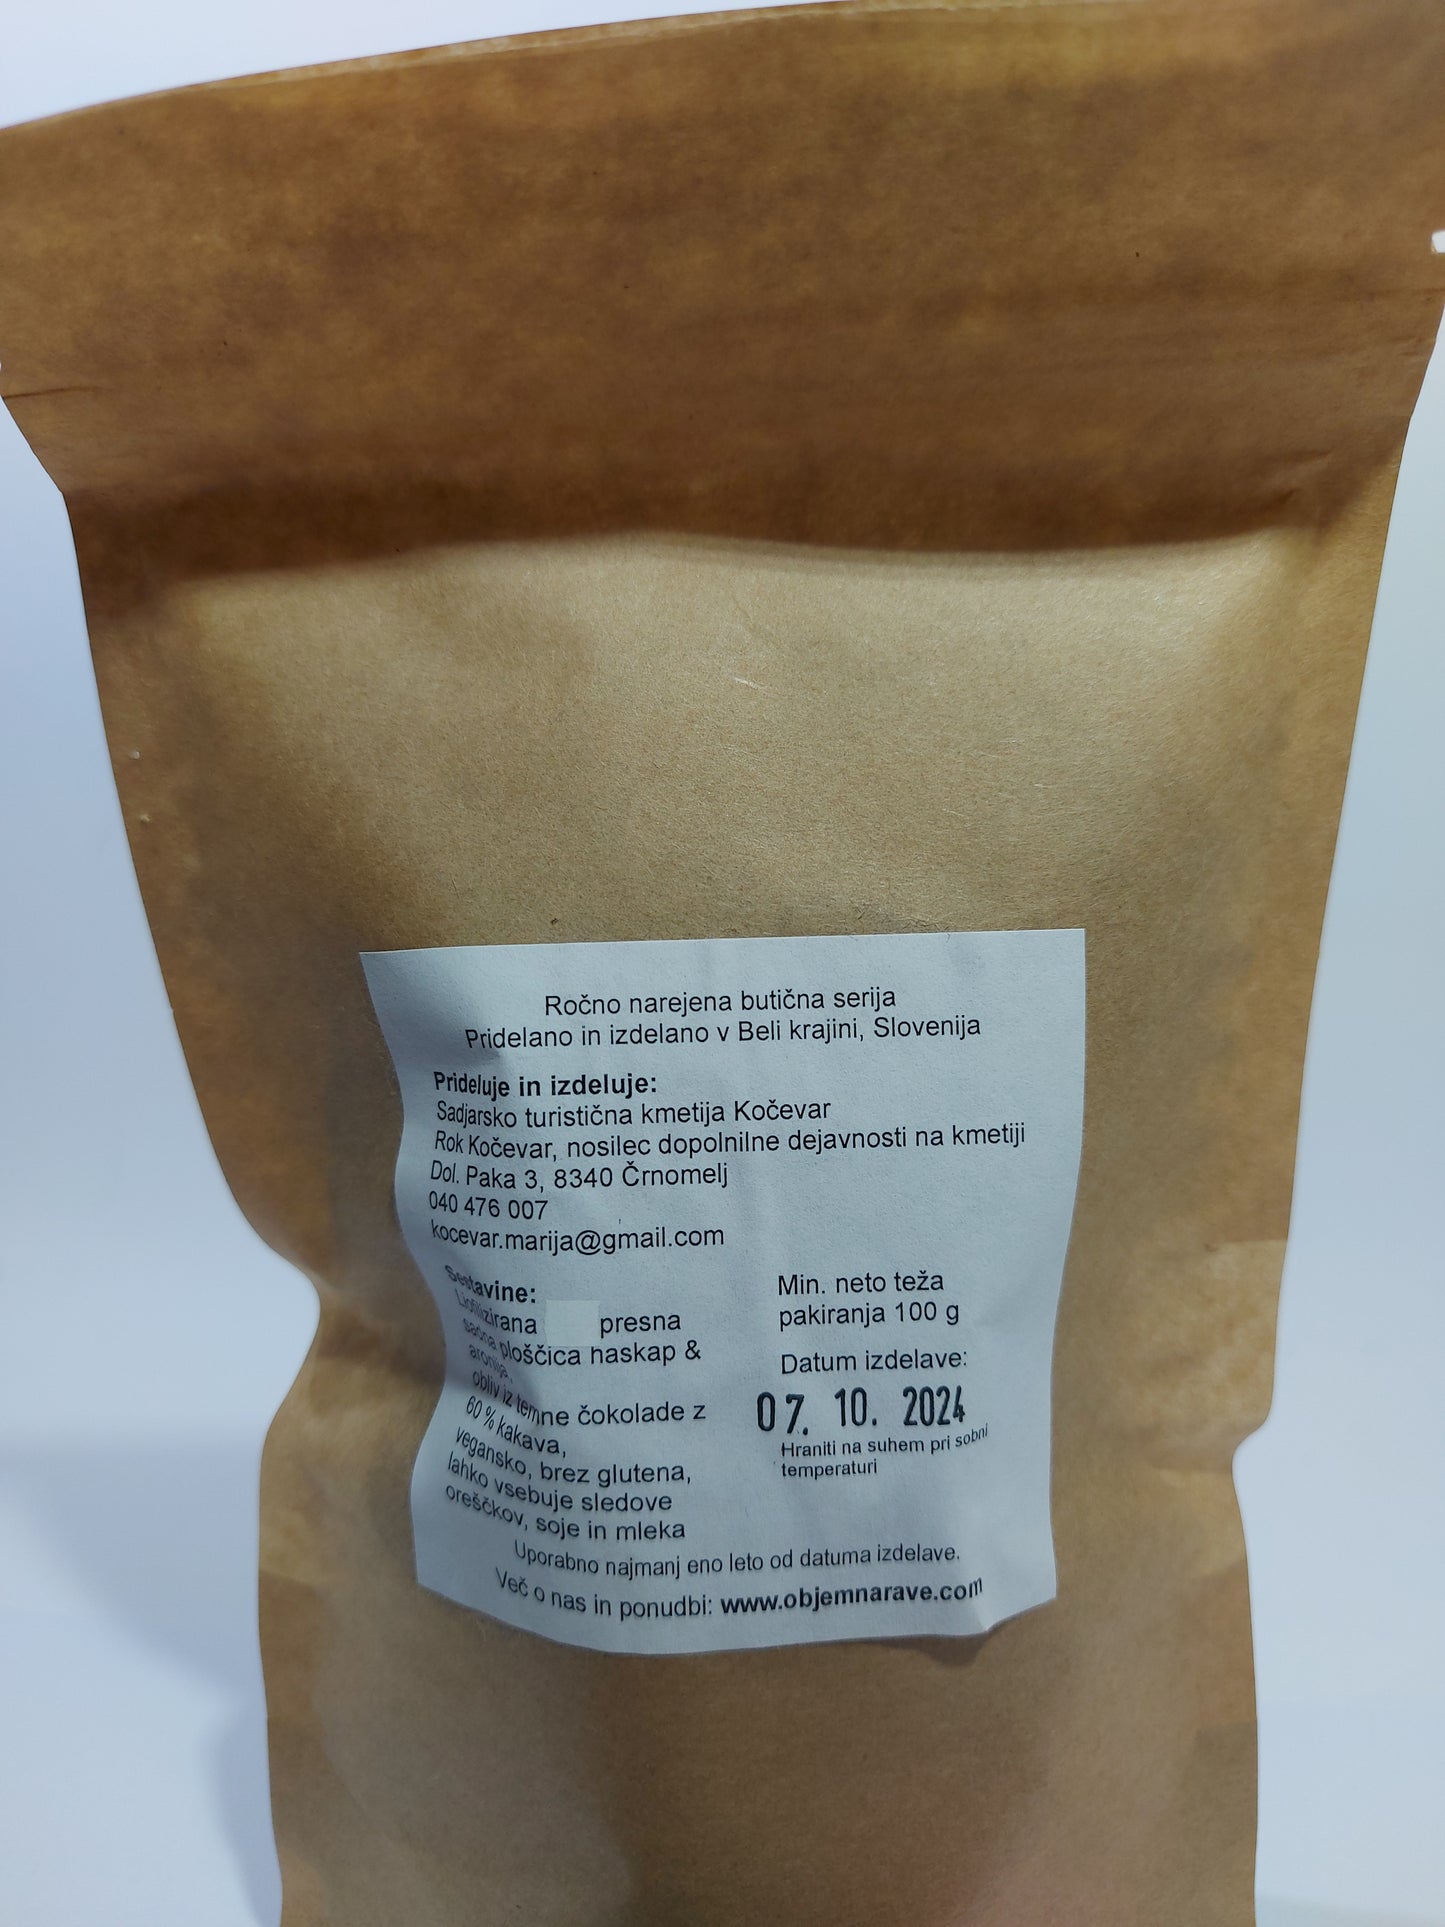 Ročno narejena butična serija
Pridelano in izdelano v Beli krajini, Slovenija
Prideluje in izdeluje:
Sadjarsko turistična kmetija Kočevar
Rok Kočevar, nosilec dopolnilne dejavnosti na kmetiji
Dol. Paka 3, 8340 Črnomelj
040 476 007
kocevar.marija@gmail.com
Sestavine:
Liofilizirana presna
sadna ploščica haskap &
aronija,
obliv iz temne čokolade z
60 % kakava,
vegansko, brez glutena,
lahko vsebuje sledove
oreščkov, soje in mleka
Min. neto teža
pakiranja 100 g
Datum izdelave:
07. 10. 2024
Hraniti na suhem pri sobni
temperaturi
Uporabno najmanj eno leto od datuma izdelave.
Več o nas in ponudbi: www.objemnarave.com